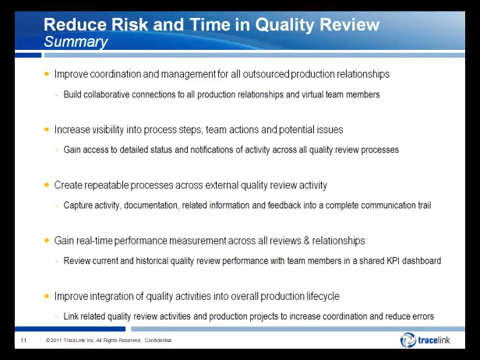 Reduce Risk and Time in Quality Review
Summary
Improve coordination and management for all outsourced production relationships
- Build collaborative connections to all production relationships and virtual team members
Increase visibility into process steps, team actions and potential issues
- Gain access to detailed status and notifications of activity across all quality review processes
Create repeatable processes across external quality review activity
- Capture activity, documentation, related information and feedback into a complete communication trail
Gain real-time performance measurement across all reviews & relationships
- Review current and historical quality review performance with team members in a shared KPI dashboard
Improve integration of quality activities into overall production lifecycle
- Link related quality review activities and production projects to increase coordination and reduce errors
11 © 2011 TraceLink Inc. All Rights Reserved Confidential
tracelink